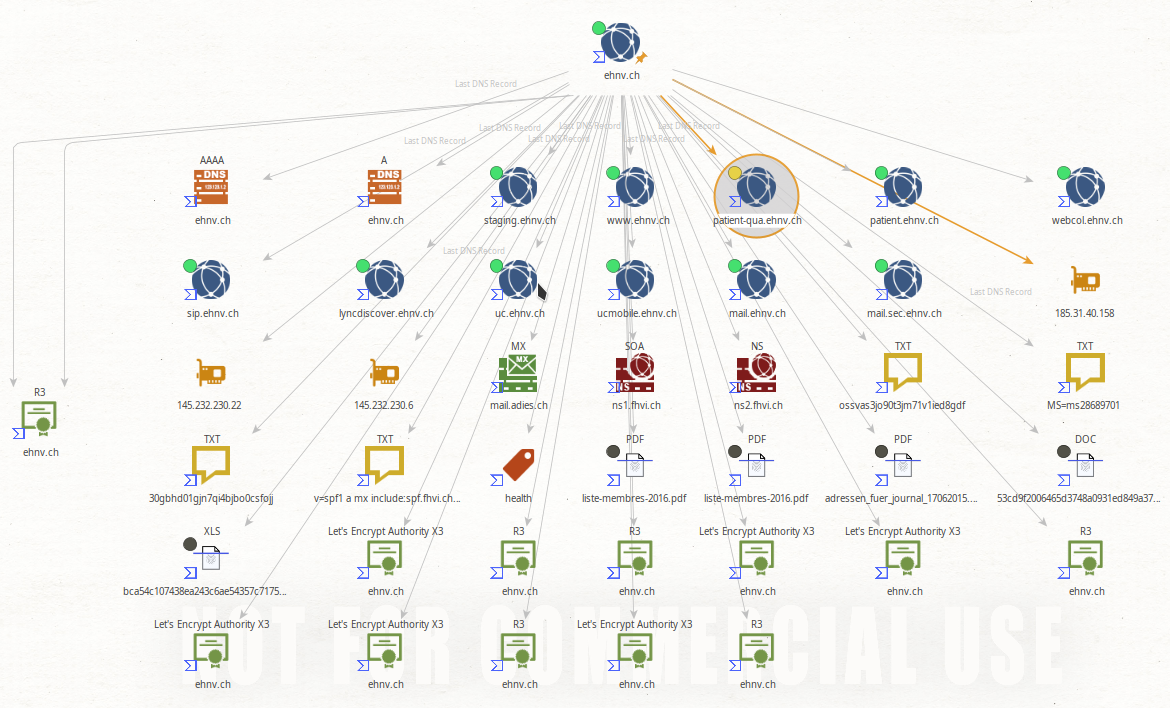 ehnv.ch
Last DNS Record
Last DNS Record
Last DNS Record
Last DNS Record
Last DNS Record
Last DNS Record
Last DNS Record
AAAA
A
DNS
DNS
ehnv.ch
ehnv.ch
staging.ehnv.ch
www.ehnv.ch
patient-qua.ehnv.ch
patient.ehnv.ch
webcol.ehnv.ch
Last DNS Record
Last DNS Record
sip.ehnv.ch
lyncdiscover.ehnv.ch
uc.ehnv.ch
ucmobile.ehnv.ch
mail.ehnv.ch
mail.sec.ehnv.ch
185.31.40.158
MX
SOA
NS
TXT
TXT
MX
NS
NS
145.232.230.22
145.232.230.6
mail.adies.ch
ns1.fhvi.ch
ns2.fhvi.ch
ossvas3jo90t3jm71v1ied8gdf
MS=ms28689701
R3
ehnv.ch
TXT
TXT
PDF
PDF
PDF
DOC
30gbhd01gjn7qi4bjbo0csfojj
v=spf1 a mx include:spf.fhvi.ch...
health
liste-membres-2016.pdf
liste-membres-2016.pdf
adressen_fuer_journal_17062015....
53cd9f2006465d3748a0931ed849a37...
XLS
Let's Encrypt Authority X3
R3
R3
Let's Encrypt Authority X3
Let's Encrypt Authority X3
R3
bca54c107438ea243c6ae54357c7175...
ehnv.ch
ehnv.ch
ehnv.ch
ehnv.ch
ehnv.ch
ehnv.ch
Let's Encrypt Authority X3
Let's Encrypt Authority X3
R3
Let's Encrypt Authority X3
R3
ehnv.ch
ehnv.ch
ehnv.ch
ehnv.ch
ehnv.ch
NOT FOR COMMERCIAL USE